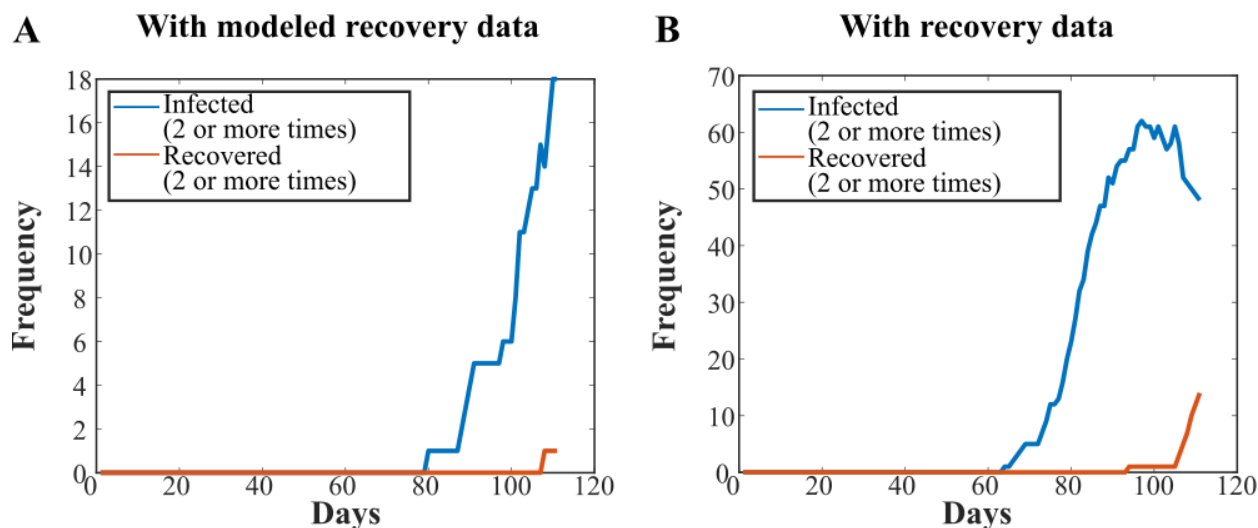 A
With modeled recovery data
18
16
14
12
10
8
6
4
2
0
Frequency
Infected
(2 or more times)
Recovered
(2 or more times)
0 20 40 60 80 100 120
Days
B
With recovery data
70
60
50
40
30
20
10
0
Frequency
Infected
(2 or more times)
Recovered
(2 or more times)
0 20 40 60 80 100 120
Days